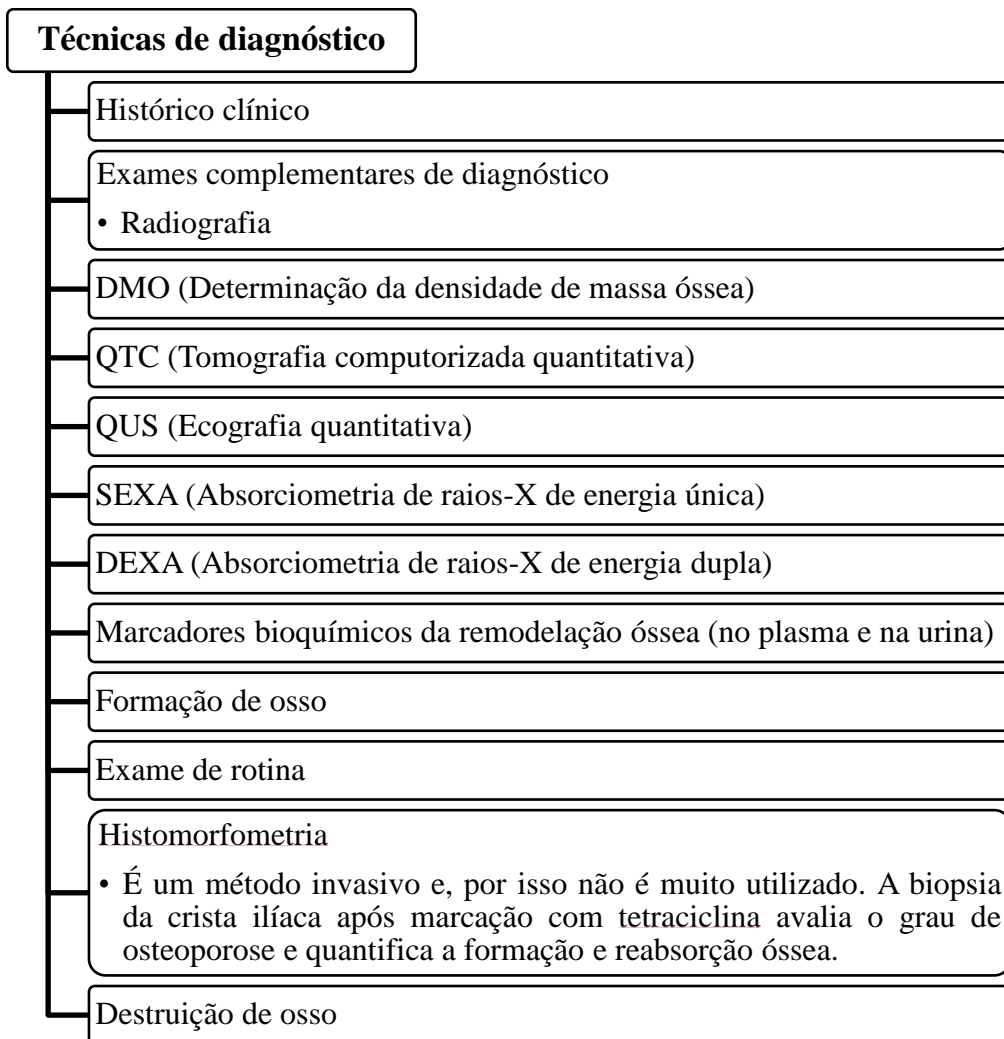 Técnicas de diagnóstico
Histórico clínico
Exames complementares de diagnóstico
• Radiografia
DMO (Determinação da densidade de massa óssea)
QTC (Tomografia computorizada quantitativa)
QUS (Ecografia quantitativa)
SEXA (Absorciometria de raios-X de energia única)
DEXA (Absorciometria de raios-X de energia dupla)
Marcadores bioquímicos da remodelação óssea (no plasma e na urina)
Formação de osso
Exame de rotina
Histomorfometria
• É um método invasivo e, por isso não é muito utilizado. A biopsia
da crista ilíaca após marcação com tetraciclina avalia o grau de
osteoporose e quantifica a formação e reabsorção óssea.
Destruição de osso